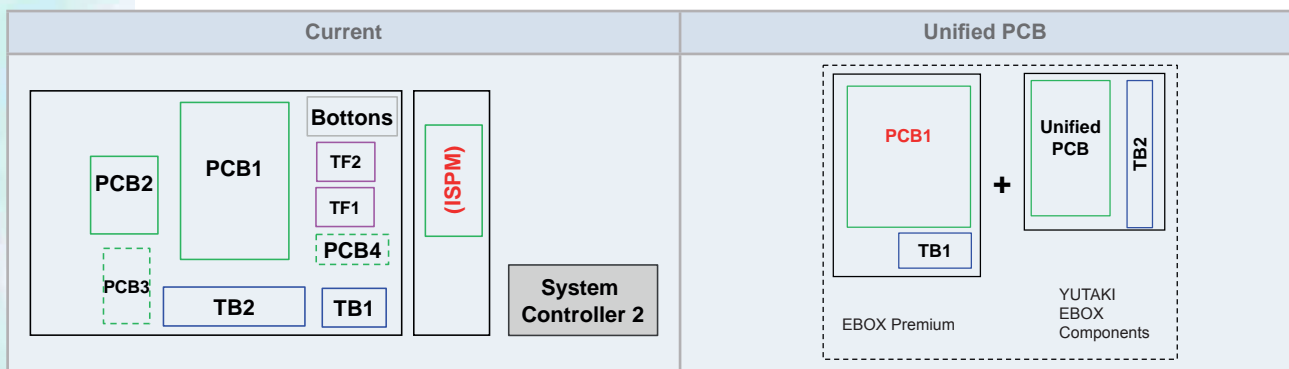 Current
Unified PCB
Bottons
PCB1
TF2
PCB2
TF1
PCB4
PCB3
TB2
TB1
(ISPM)
System
Controller 2
PCB1
TB1
EBOX Premium
+
Unified
PCB
TB2
YUTAKI
EBOX
Components